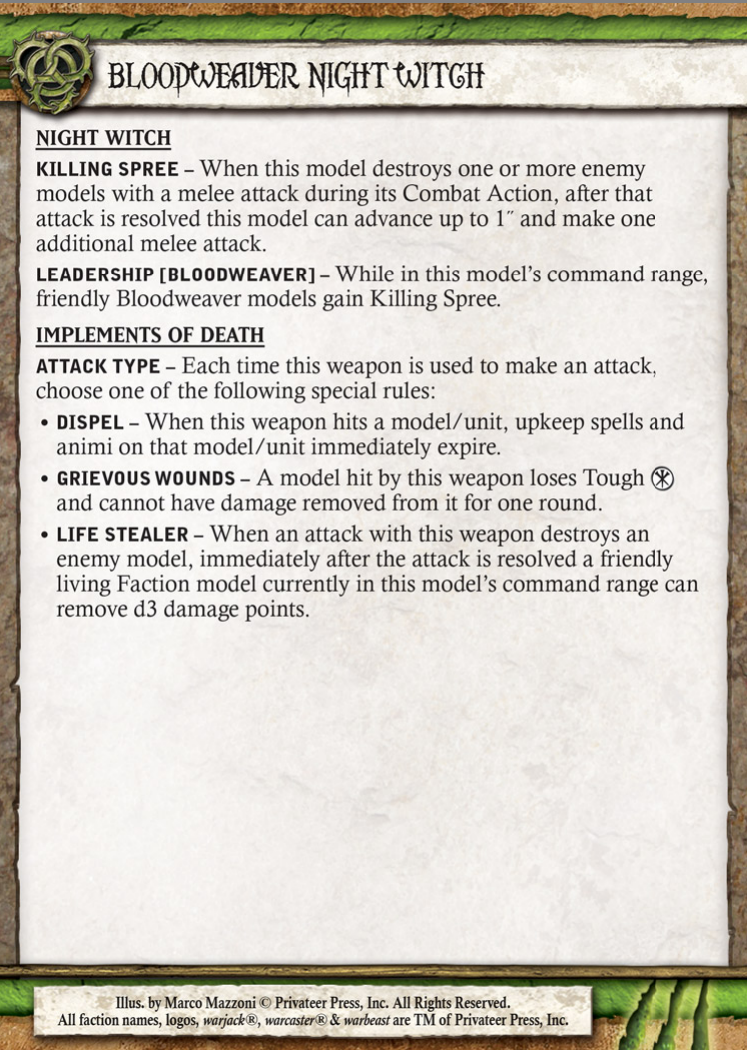 BLOODWEAVER NIGHT WITCH
NIGHT WITCH
KILLING SPREE – When this model destroys one or more enemy
models with a melee attack during its Combat Action, after that
attack is resolved this model can advance up to 1˝ and make one
additional melee attack.
LEADERSHIP [BLOODWEAVER] – While in this model’s command range,
friendly Bloodweaver models gain Killing Spree.
IMPLEMENTS OF DEATH
ATTACK TYPE – Each time this weapon is used to make an attack,
choose one of the following special rules:
• DISPEL – When this weapon hits a model/unit, upkeep spells and
animi on that model/unit immediately expire.
• GRIEVOUS WOUNDS – A model hit by this weapon loses Tough
and cannot have damage removed from it for one round.
• LIFE STEALER – When an attack with this weapon destroys an
enemy model, immediately after the attack is resolved a friendly
living Faction model currently in this model’s command range can
remove d3 damage points.
Illus. by Marco Mazzoni © Privateer Press, Inc. All Rights Reserved.
All faction names, logos, warjack®, warcaster® & warbeast are TM of Privateer Press, Inc.